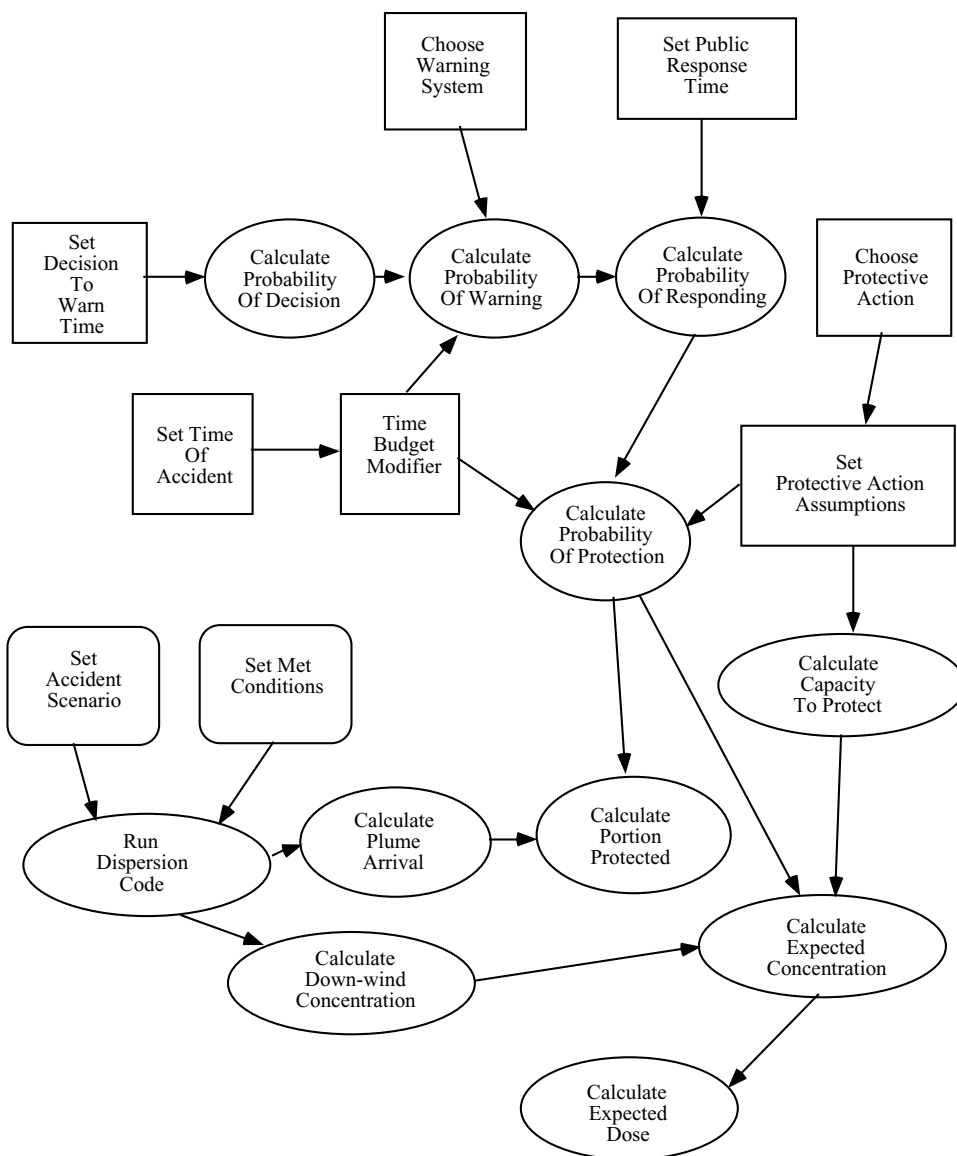 Choose
Warning
System
Set Public
Response
Time
Set
Decision
To
Warn
Time
Calculate
Probability
Of Decision
Calculate
Probability
Of Warning
Calculate
Probability
Of Responding
Choose
Protective
Action
Set Time
Of
Accident
Time
Budget
Modifier
Set
Protective Action
Assumptions
Calculate
Probability
Of Protection
Set
Accident
Scenario
Set Met
Conditions
Calculate
Capacity
To Protect
Run
Dispersion
Code
Calculate
Plume
Arrival
Calculate
Portion
Protected
Calculate
Down-wind
Concentration
Calculate
Expected
Concentration
Calculate
Expected
Dose